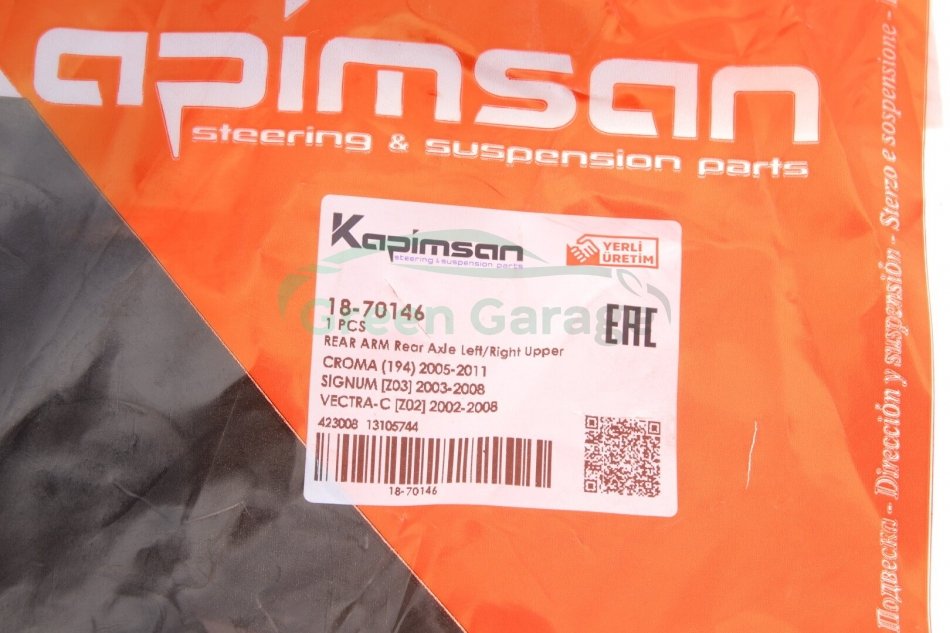 apimsan
steering & suspension parts
Kapimsan
steering & suspension parts
YERLİ
ÜRETİM
18-70146
1 PCS
REAR ARM Rear Axle Left/Right Upper
CROMA (194) 2005-2011
SIGNUM [Z03] 2003-2008
VECTRA-C [Z02] 2002-2008
423008 13105744
18-70146
EAC
Green Garage
Подвеска - Dirección y suspensión - Sterzo e sospensione -